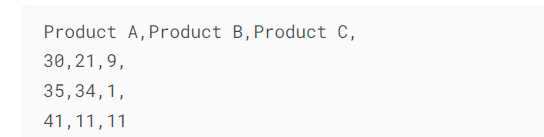 Product A,Product B,Product C,
30,21,9,
35,34,1,
41,11,11